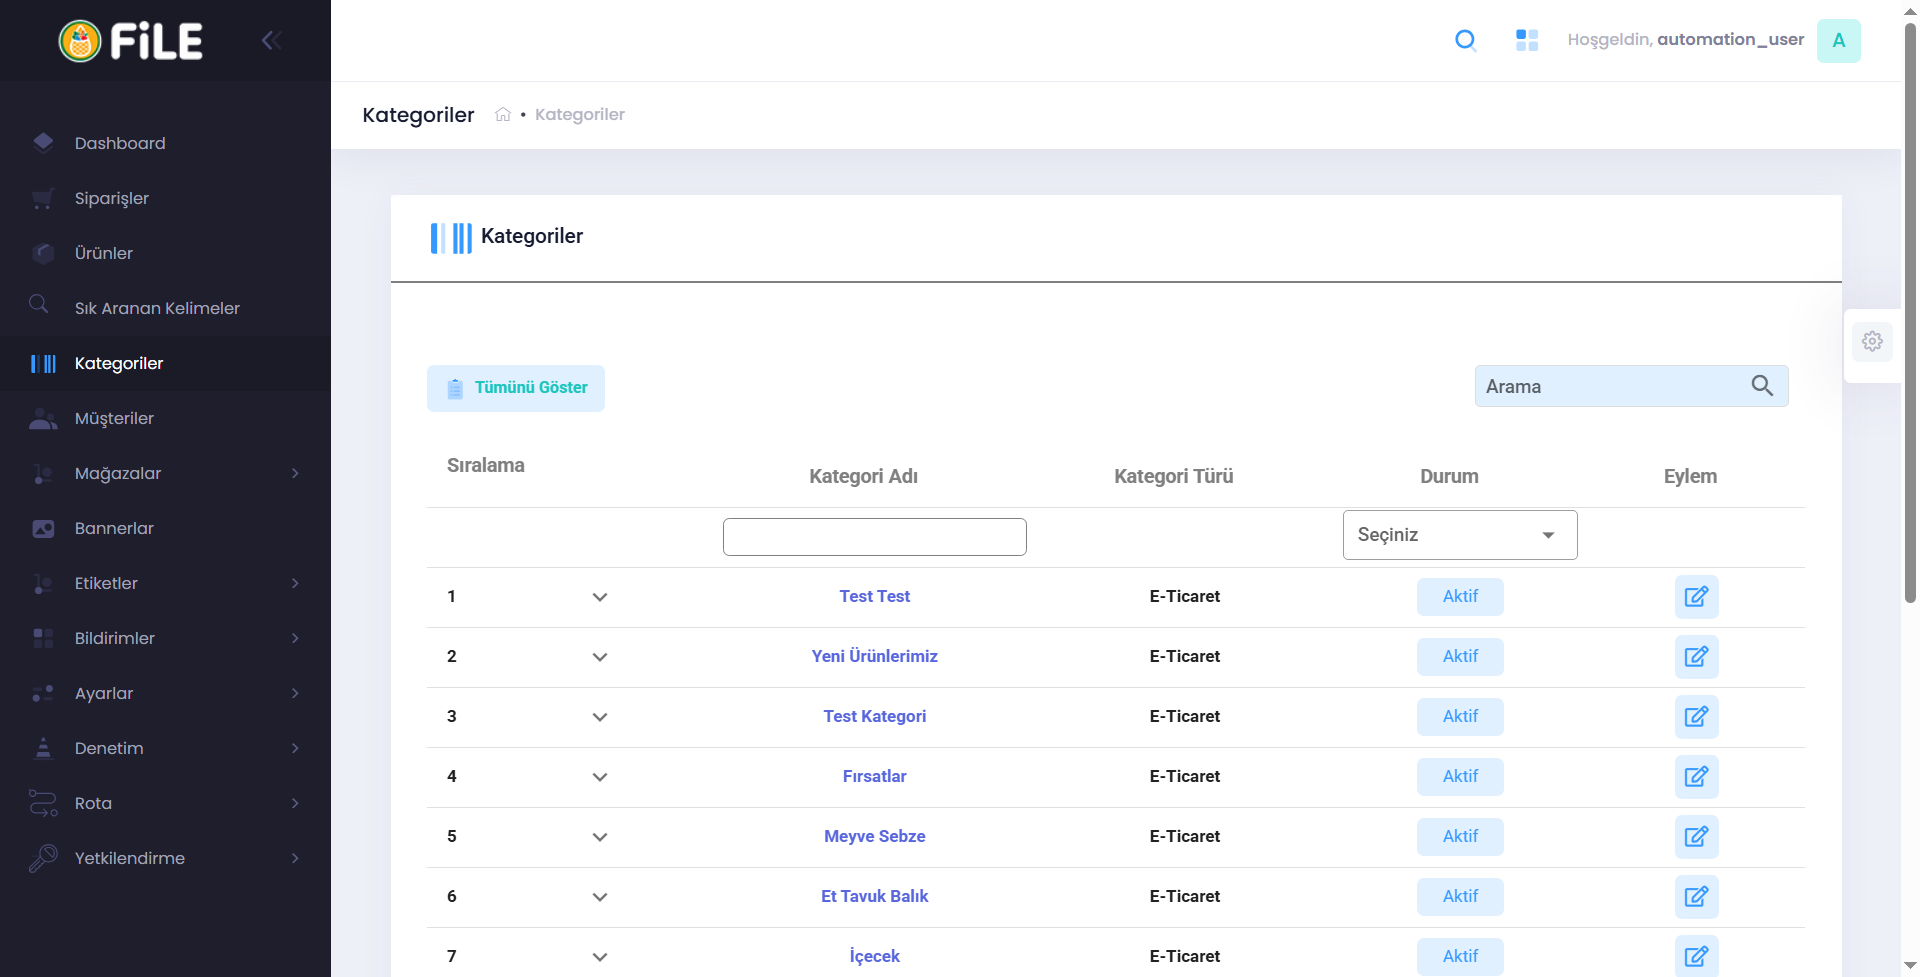 FiLE
Hoşgeldin, automation_user
A
Kategoriler • Kategoriler
Dashboard
Siparişler
Ürünler
Sık Aranan Kelimeler
Kategoriler
Müşteriler
Mağazalar
Bannerlar
Etiketler
Bildirimler
Ayarlar
Denetim
Rota
Yetkilendirme
Kategoriler
Tümünü Göster
Arama
Sıralama Kategori Adı Kategori Türü Durum Eylem
Seçiniz
1 Test Test E-Ticaret Aktif
2 Yeni Ürünlerimiz E-Ticaret Aktif
3 Test Kategori E-Ticaret Aktif
4 Fırsatlar E-Ticaret Aktif
5 Meyve Sebze E-Ticaret Aktif
6 Et Tavuk Balık E-Ticaret Aktif
7 İçecek E-Ticaret Aktif